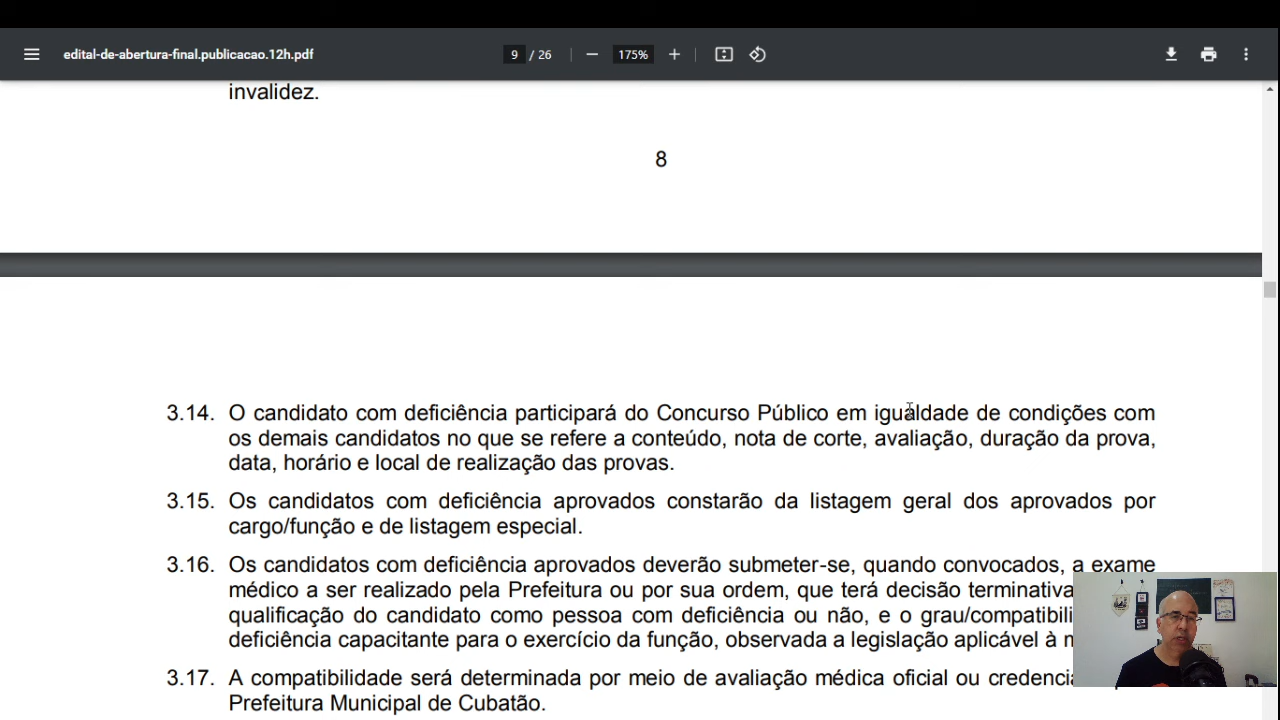 edital-de-abertura-final.publicacao.12h.pdf
9 / 26
175%
invalidez.
8
3.14. O candidato com deficiência participará do Concurso Público em igualdade de condições com
os demais candidatos no que se refere a conteúdo, nota de corte, avaliação, duração da prova,
data, horário e local de realização das provas.
3.15. Os candidatos com deficiência aprovados constarão da listagem geral dos aprovados por
cargo/função e de listagem especial.
3.16. Os candidatos com deficiência aprovados deverão submeter-se, quando convocados, a exame
médico a ser realizado pela Prefeitura ou por sua ordem, que terá decisão terminativa
qualificação do candidato como pessoa com deficiência ou não, e o grau/compatibili
deficiência capacitante para o exercício da função, observada a legislação aplicável à
3.17. A compatibilidade será determinada por meio de avaliação médica oficial ou credencia
Prefeitura Municipal de Cubatão.